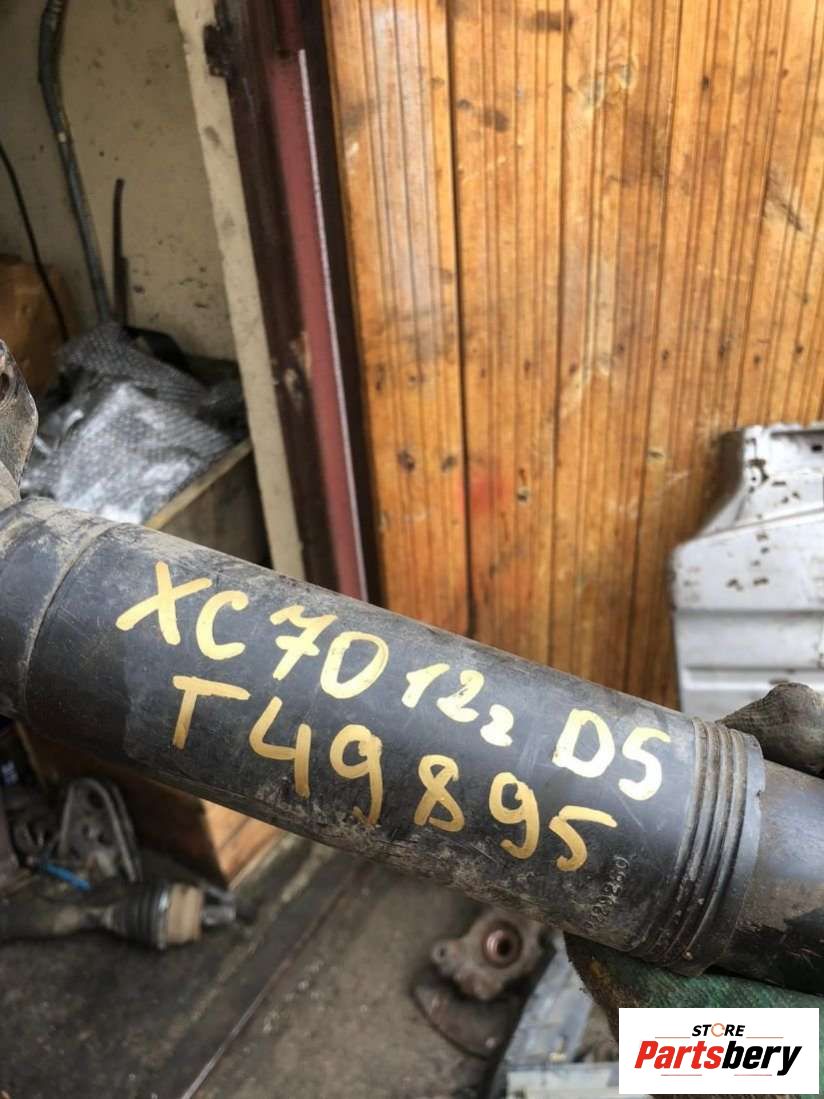 XC70 12г D5
T49895
STORE
Partsbery